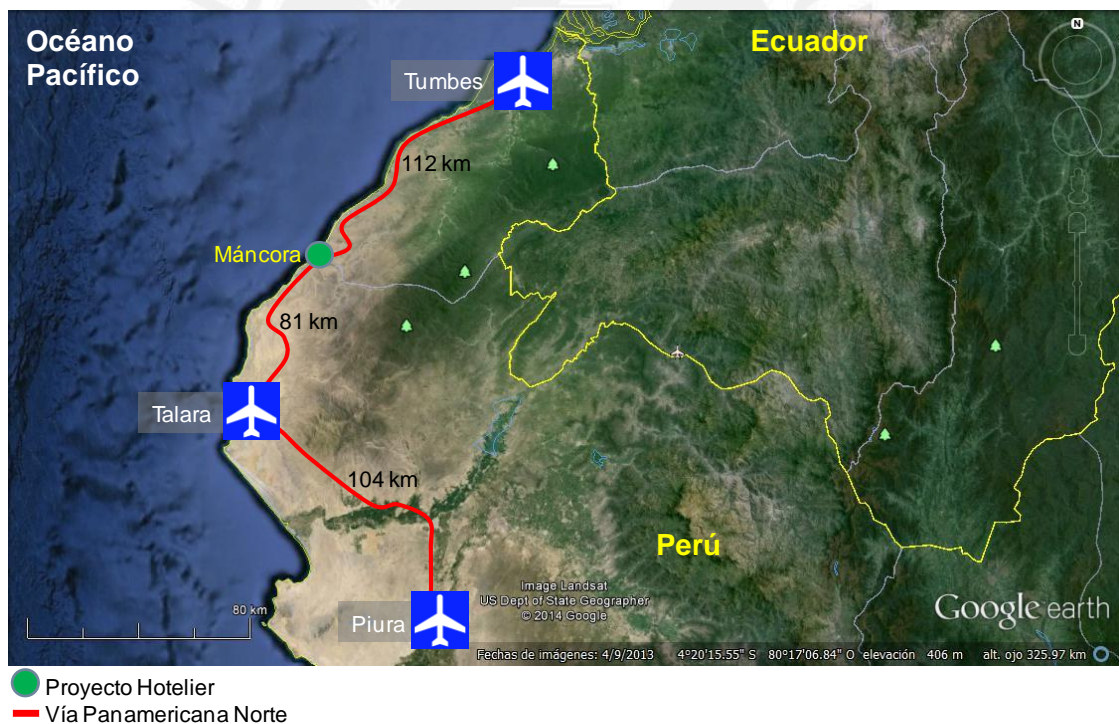 Océano
Pacífico
Ecuador
N
Tumbes
112 km
Máncora
81 km
Talara
104 km
Perú
Piura
80 km
Image Landsat
US Dept of State Geographer
© 2014 Google
Google earth
Fechas de imágenes: 4/9/2013 4°20'15.55" S 80°17'06.84" O elevación 406 m alt. ojo 325.97 km
Proyecto Hotelier
Vía Panamericana Norte